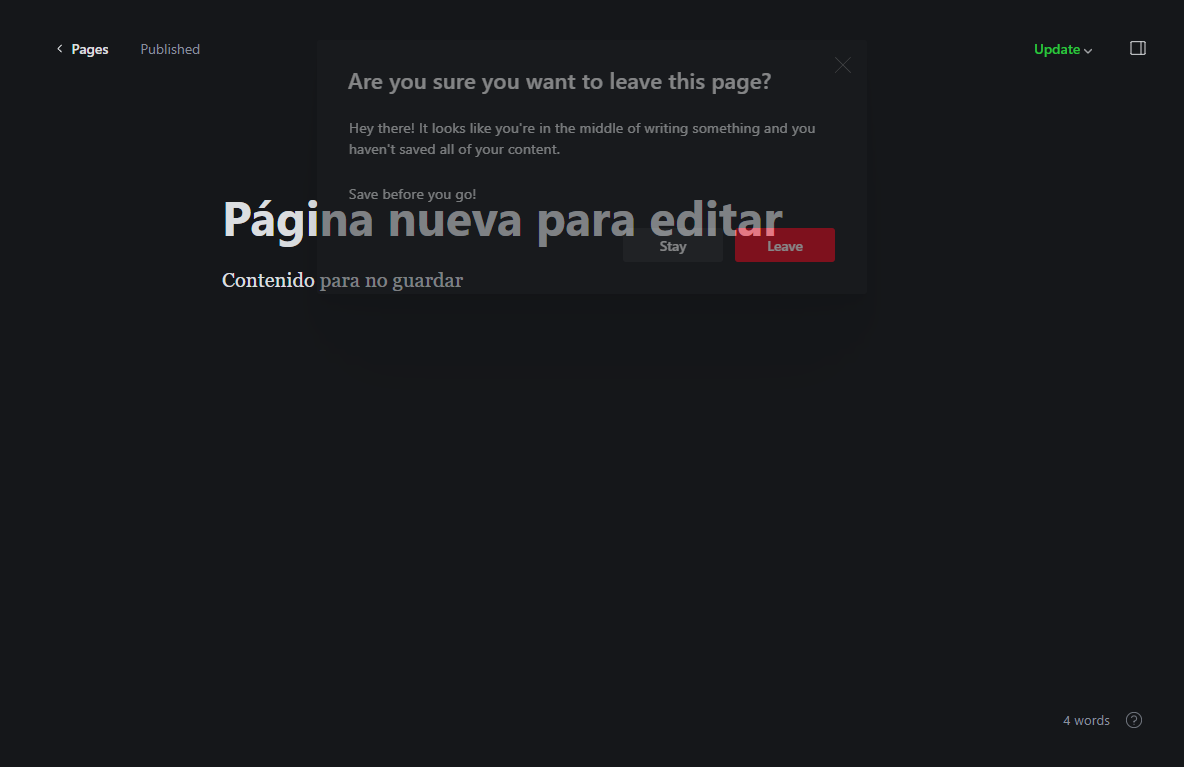 Pages
Published
Update
Are you sure you want to leave this page?
Hey there! It looks like you're in the middle of writing something and you
haven't saved all of your content.
Save before you go!
Página nueva para editar
Stay
Leave
Contenido para no guardar
4 words
?